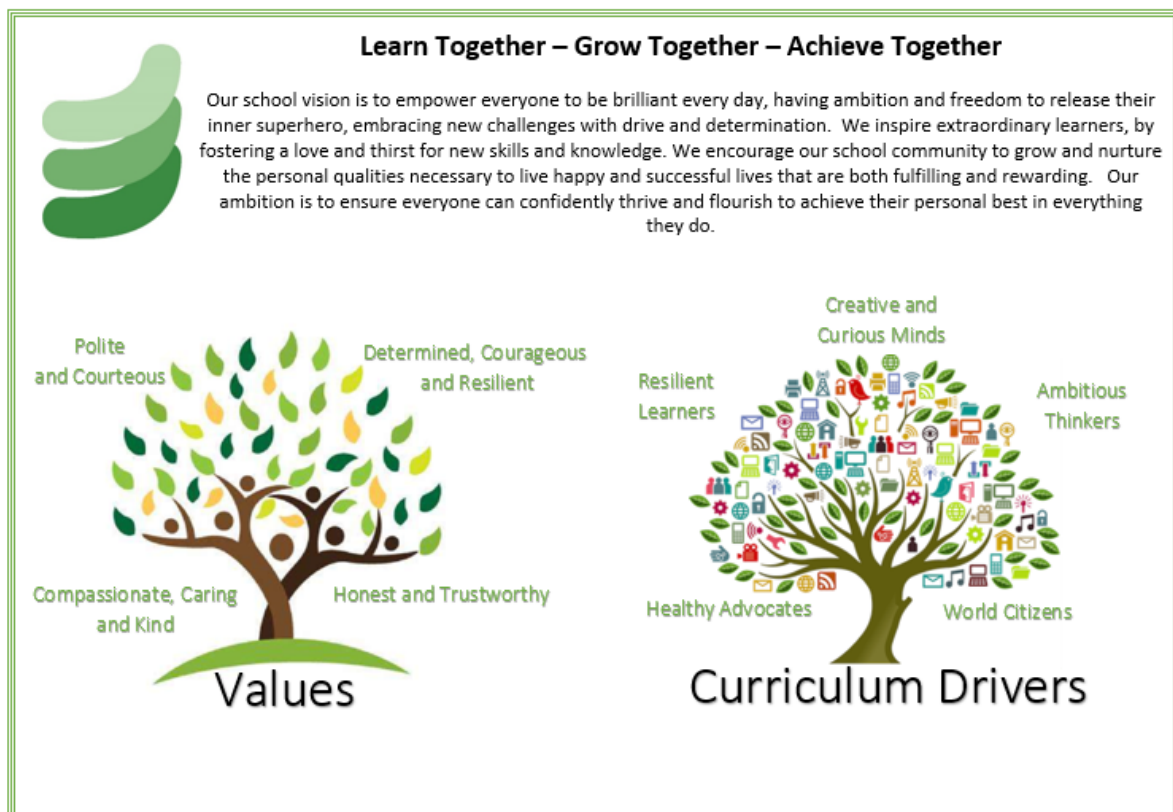 Learn Together – Grow Together – Achieve Together
Our school vision is to empower everyone to be brilliant every day, having ambition and freedom to release their
inner superhero, embracing new challenges with drive and determination.  We inspire extraordinary learners, by
fostering a love and thirst for new skills and knowledge. We encourage our school community to grow and nurture
the personal qualities necessary to live happy and successful lives that are both fulfilling and rewarding.   Our
ambition is to ensure everyone can confidently thrive and flourish to achieve their personal best in everything
they do.
Polite
and Courteous
Determined, Courageous
and Resilient
Compassionate, Caring
and Kind
Honest and Trustworthy
Values
Creative and
Curious Minds
Resilient
Learners
Ambitious
Thinkers
Healthy Advocates
World Citizens
Curriculum Drivers